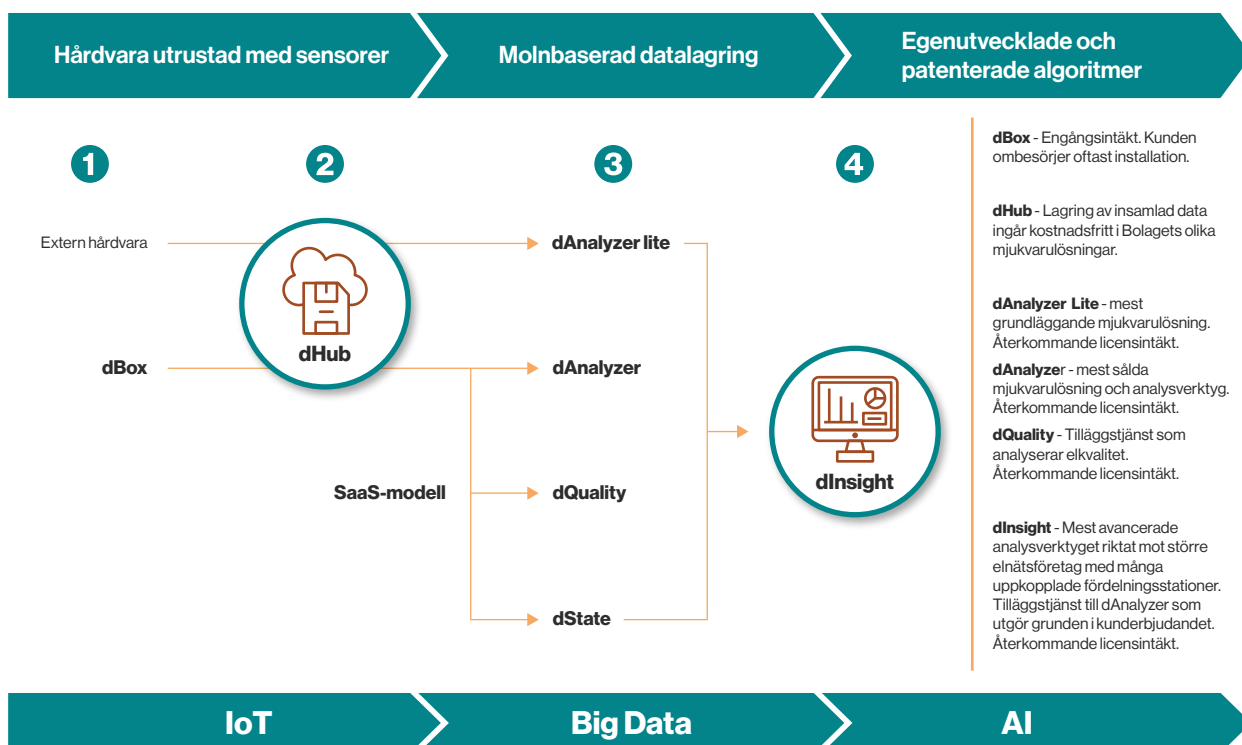 Hårdvara utrustad med sensorer
Molnbaserad datalagring
Egenutvecklade och
patenterade algoritmer
1
2
3
4
Extern hårdvara
dHub
dBox
SaaS-modell
dAnalyzer lite
dAnalyzer
dQuality
dState
dInsight
dBox - Engångsintäkt. Kunden
ombesörjer oftast installation.
dHub - Lagring av insamlad data
ingår kostnadsfritt i Bolagets olika
mjukvarulösningar.
dAnalyzer Lite - mest
grundläggande mjukvarulösning.
Återkommande licensintäkt.
dAnalyzer - mest sålda
mjukvarulösning och analysverktyg.
Återkommande licensintäkt.
dQuality - Tilläggstjänst som
analyserar elkvalitet.
Återkommande licensintäkt.
dInsight - Mest avancerade
analysverktyget riktat mot större
elnätsföretag med många
uppkopplade fördelningsstationer.
Tilläggstjänst till dAnalyzer som
utgör grunden i kunderbjudandet.
Återkommande licensintäkt.
IoT
Big Data
AI